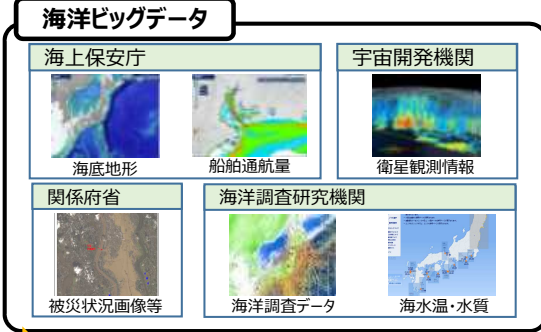 海洋ビッグデータ
海上保安庁
海底地形
船舶通航量
宇宙開発機関
衛星観測情報
関係府省
被災状況画像等
海洋調査研究機関
海洋調査データ
海水温・水質